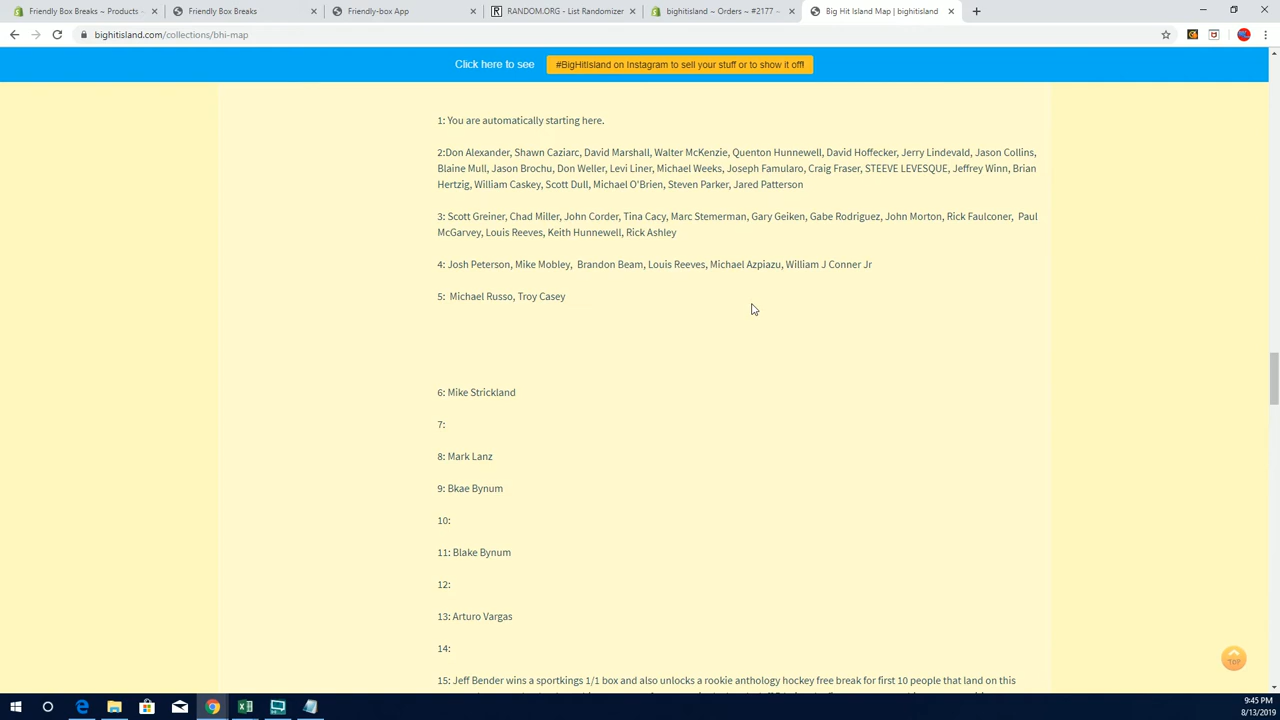 Friendly Box Breaks ~ Products ~
Friendly Box Breaks
Friendly-box App
RANDOM.ORG - List Randomizer
bighitisland ~ Orders ~ #2177 ~
Big Hit Island Map | bighitisland
bighitisland.com/collections/bhi-map
Click here to see #BigHitIsland on Instagram to sell your stuff or to show it off!
1: You are automatically starting here.
2:Don Alexander, Shawn Caziarc, David Marshall, Walter McKenzie, Quenton Hunnewell, David Hoffecker, Jerry Lindevald, Jason Collins,
Blaine Mull, Jason Brochu, Don Weller, Levi Liner, Michael Weeks, Joseph Famularo, Craig Fraser, STEEVE LEVESQUE, Jeffrey Winn, Brian
Hertzig, William Caskey, Scott Dull, Michael O'Brien, Steven Parker, Jared Patterson
3: Scott Greiner, Chad Miller, John Corder, Tina Cacy, Marc Stemerman, Gary Geiken, Gabe Rodriguez, John Morton, Rick Faulconer, Paul
McGarvey, Louis Reeves, Keith Hunnewell, Rick Ashley
4: Josh Peterson, Mike Mobley, Brandon Beam, Louis Reeves, Michael Azpiazu, William J Conner Jr
5: Michael Russo, Troy Casey
6: Mike Strickland
7:
8: Mark Lanz
9: Bkae Bynum
10:
11: Blake Bynum
12:
13: Arturo Vargas
14:
TOP
15: Jeff Bender wins a sportkings 1/1 box and also unlocks a rookie anthology hockey free break for first 10 people that land on this
9:45 PM
8/13/2019